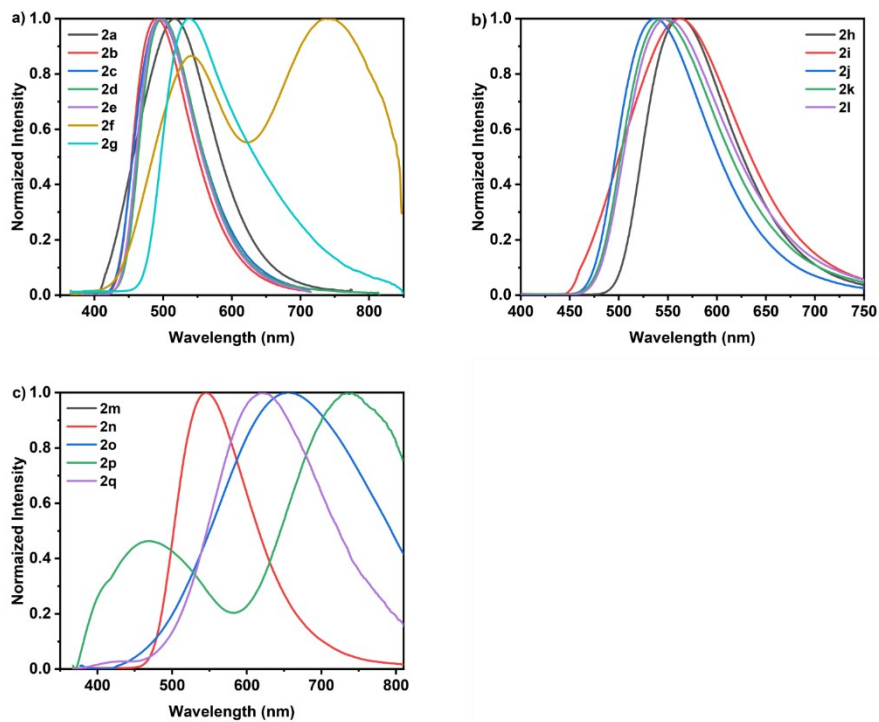 a)
2a
2b
2c
2d
2e
2f
2g
Normaized Intensity
1.0
0.8
0.6
0.4
0.2
0.0
400 500 600 700 800
Wavelength (nm)
b)
2h
2i
2j
2k
2l
Normaized Intensity
1.0
0.8
0.6
0.4
0.2
0.0
400 450 500 550 600 650 700 750
Wavelength (nm)
c)
2m
2n
2o
2p
2q
Normaized Intensity
1.0
0.8
0.6
0.4
0.2
0.0
400 500 600 700 800
Wavelength (nm)